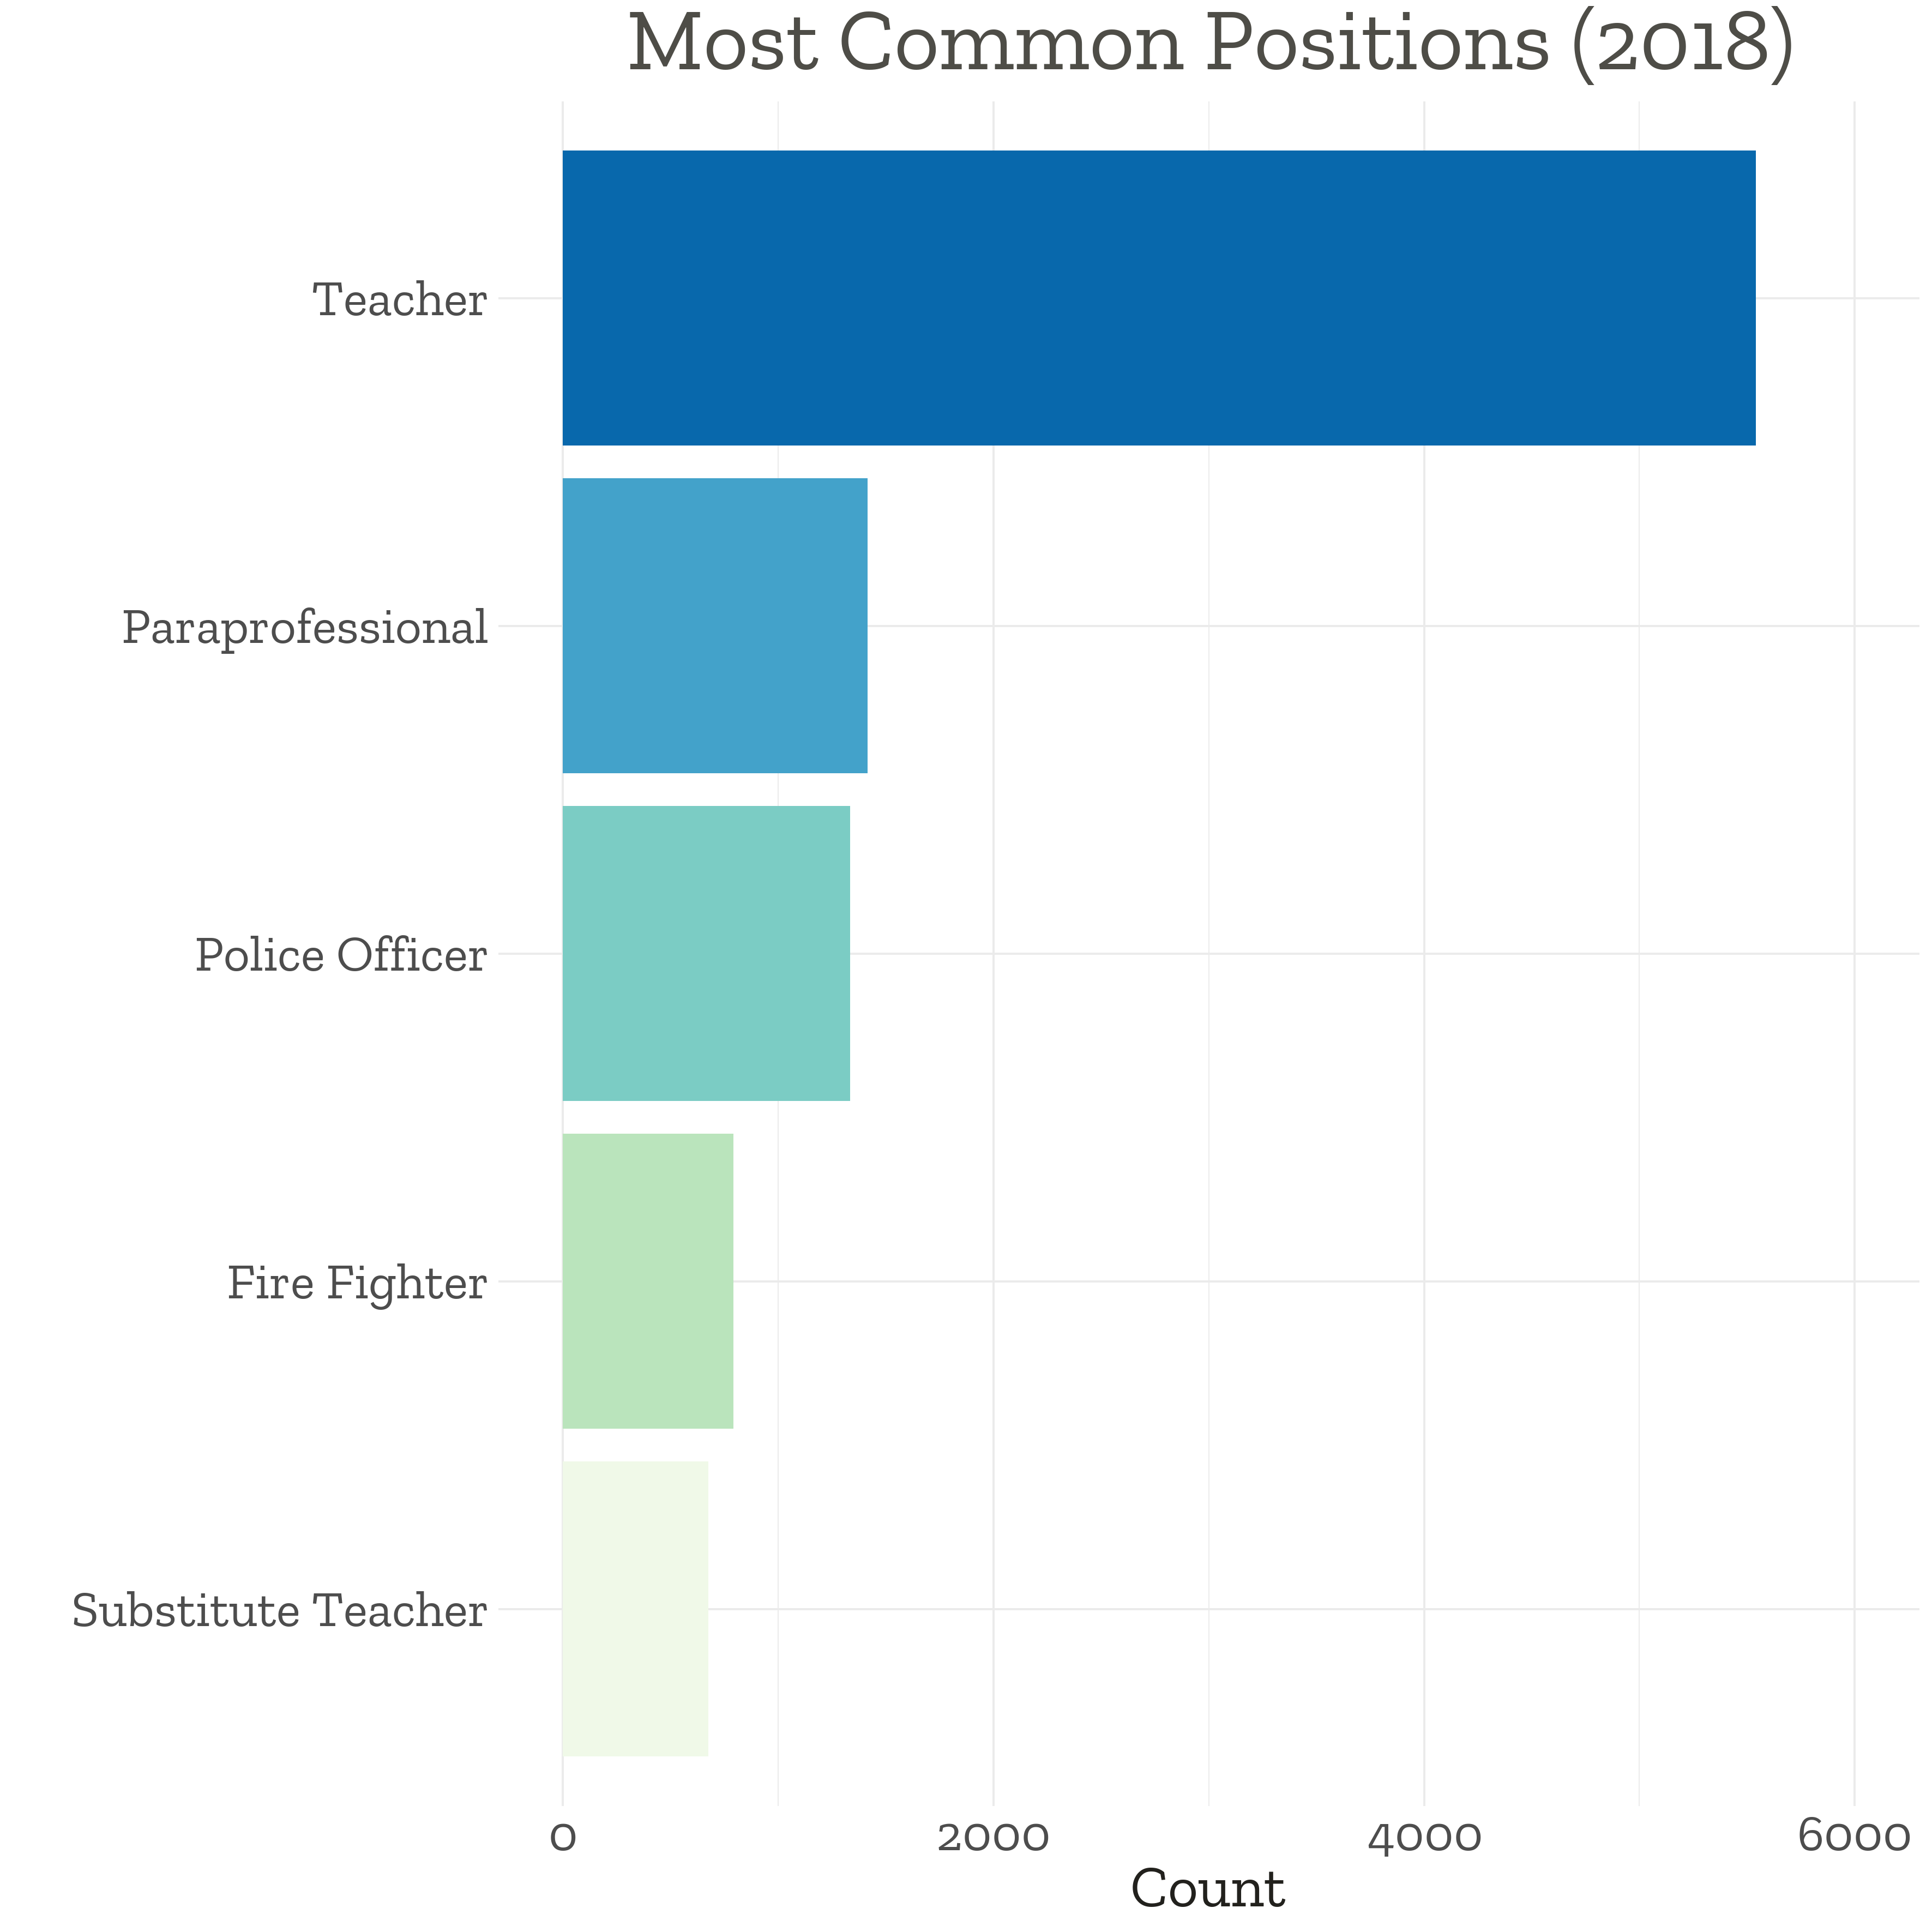 Most Common Positions (2018)
Teacher
Paraprofessional
Police Officer
Fire Fighter
Substitute Teacher
0 2000 4000 6000
Count